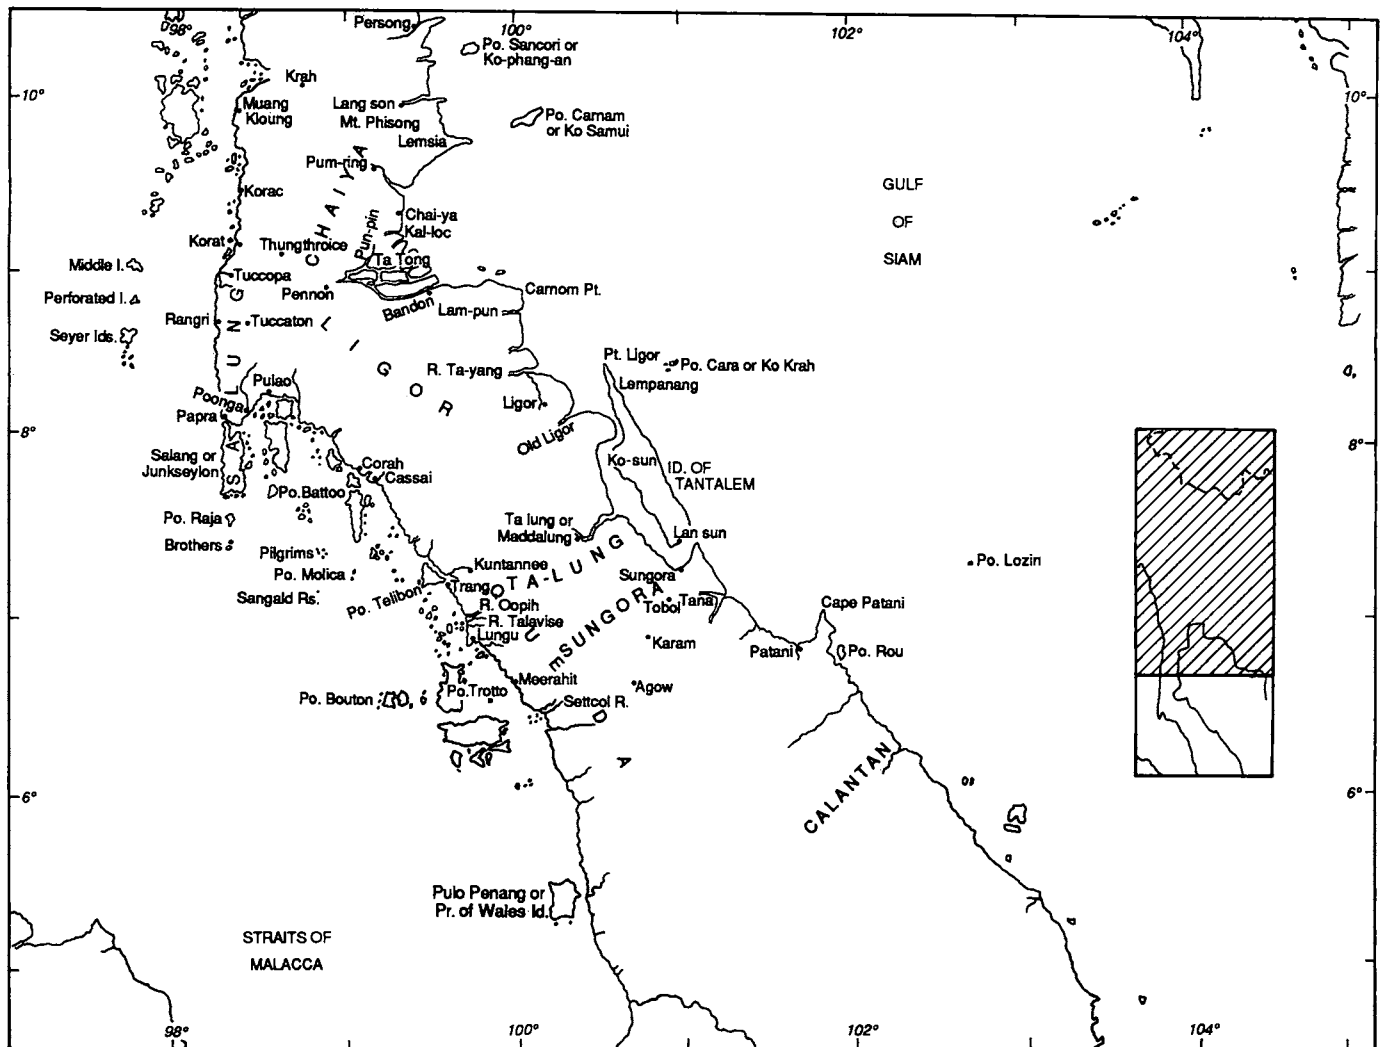 98°
100°
102°
104°
Persong
Po. Sancori or
Ko-phang-an
Krah
10°
Muang
Kloung
Lang son
Mt. Phisong
Po. Carnam
or Ko Samui
10°
Lemsia
Pum-ring
CHAIYA
Korac
GULF
OF
SIAM
Chai-ya
Kal-loc
Pun-pin
Korat
Thungthroice
Ta Tong
Middle I.
Tuccopa
Perforated I.
Pennon
Bandon
Carnom Pt.
Lam-pun
Rangri
Tuccaton
Seyer Ids.
LIGOR
SALUNG
Pt. Ligor
Po. Cara or Ko Krah
R. Ta-yang
Lempanang
Pulao
Poonga
Papra
Ligor
Old Ligor
8°
8°
Salang or
Junkseylon
Corah
Cassai
Ko-sun
ID. OF
TANTALEM
Po. Battoo
Po. Raja
Ta lung or
Maddalung
Lan sun
Brothers
Pilgrims
Po. Molica
Sangald Rs.
Kuntannee
TA-LUNG
Sungora
Po. Lozin
Po. Telibon
Trang
R. Oopih
R. Talavise
Lungu
SUNGORA
Tobol
Tana
Cape Patani
Karam
Patani
Po. Rou
QUEDA
Meerahit
Agow
Po. Bouton
Po. Trotto
Settcol R.
CALANTAN
6°
6°
Pulo Penang or
Pr. of Wales Id.
STRAITS OF
MALACCA
98°
100°
102°
104°